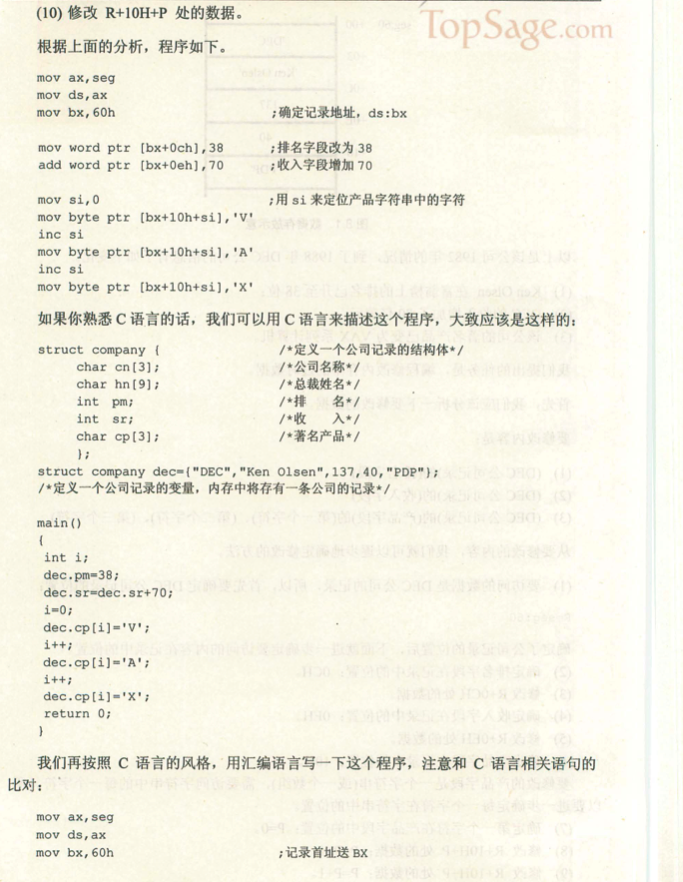 (10) 修改 R+10H+P 处的数据。
TopSage.com
根据上面的分析，程序如下。
mov ax,seg
mov ds,ax
mov bx,60h ;确定记录地址，ds:bx
mov word ptr [bx+0ch],38 ;排名字段改为 38
add word ptr [bx+0eh],70 ;收入字段增加 70
mov si,0 ;用 si 来定位产品字符串中的字符
mov byte ptr [bx+10h+si],'V'
inc si
mov byte ptr [bx+10h+si],'A'
inc si
mov byte ptr [bx+10h+si],'X'
如果你熟悉 C 语言的话，我们可以用 C 语言来描述这个程序，大致应该是这样的：
struct company { /*定义一个公司记录的结构体*/
char cn[3]; /*公司名称*/
char hn[9]; /*总裁姓名*/
int pm; /*排 名*/
int sr; /*收 入*/
char cp[3]; /*著名产品*/
};
struct company dec={"DEC","Ken Olsen",137,40,"PDP"};
/*定义一个公司记录的变量，内存中将存有一条公司的记录*/
main()
{
int i;
dec.pm=38;
dec.sr=dec.sr+70;
i=0;
dec.cp[i]='V';
i++;
dec.cp[i]='A';
i++;
dec.cp[i]='X';
return 0;
}
我们再按照 C 语言的风格，用汇编语言写一下这个程序，注意和 C 语言相关语句的
比对：
mov ax,seg
mov ds,ax
mov bx,60h ;记录首址送 BX